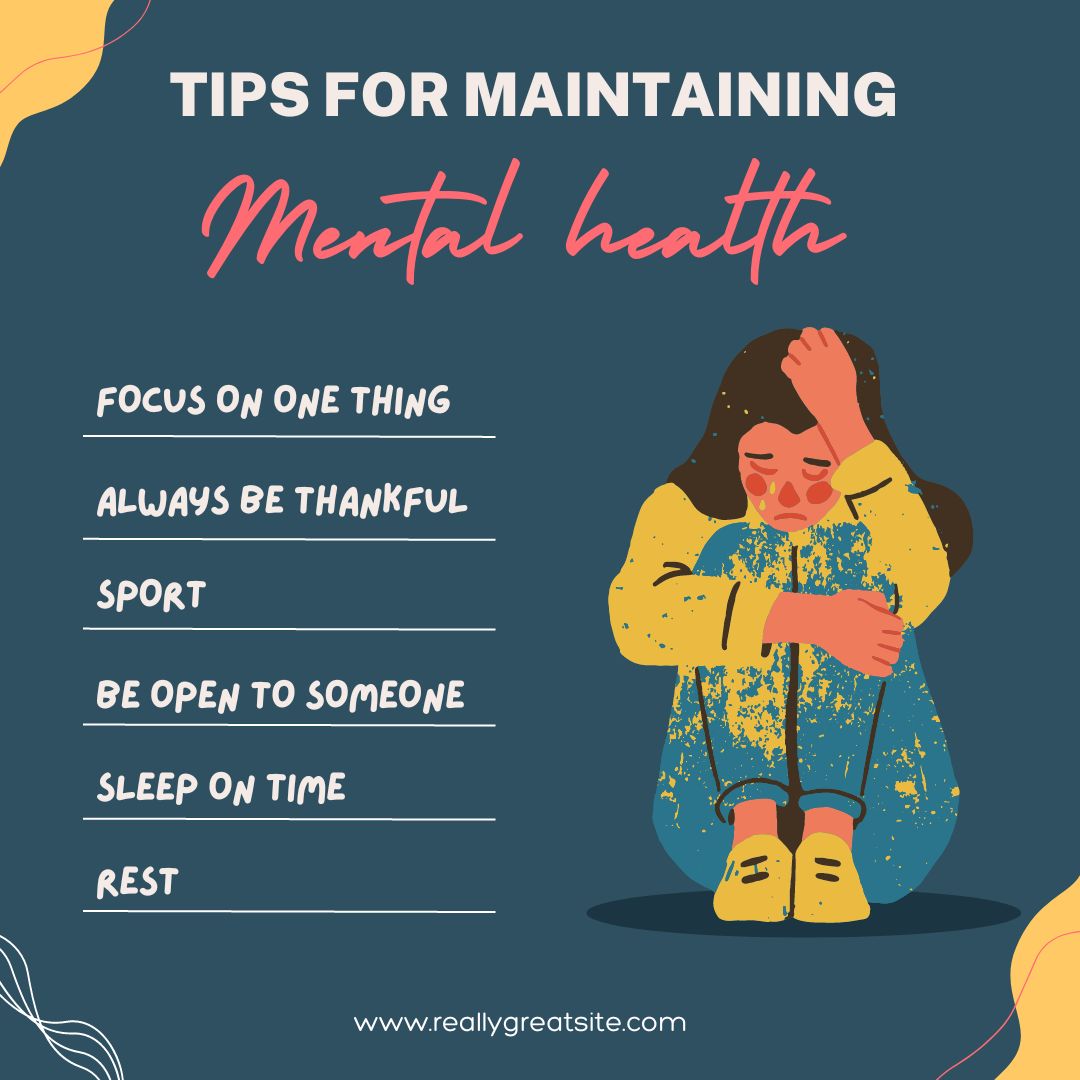 TIPS FOR MAINTAINING
Mental health
FOCUS ON ONE THING
ALWAYS BE THANKFUL
SPORT
BE OPEN TO SOMEONE
SLEEP ON TIME
REST
www.reallygreatsite.com